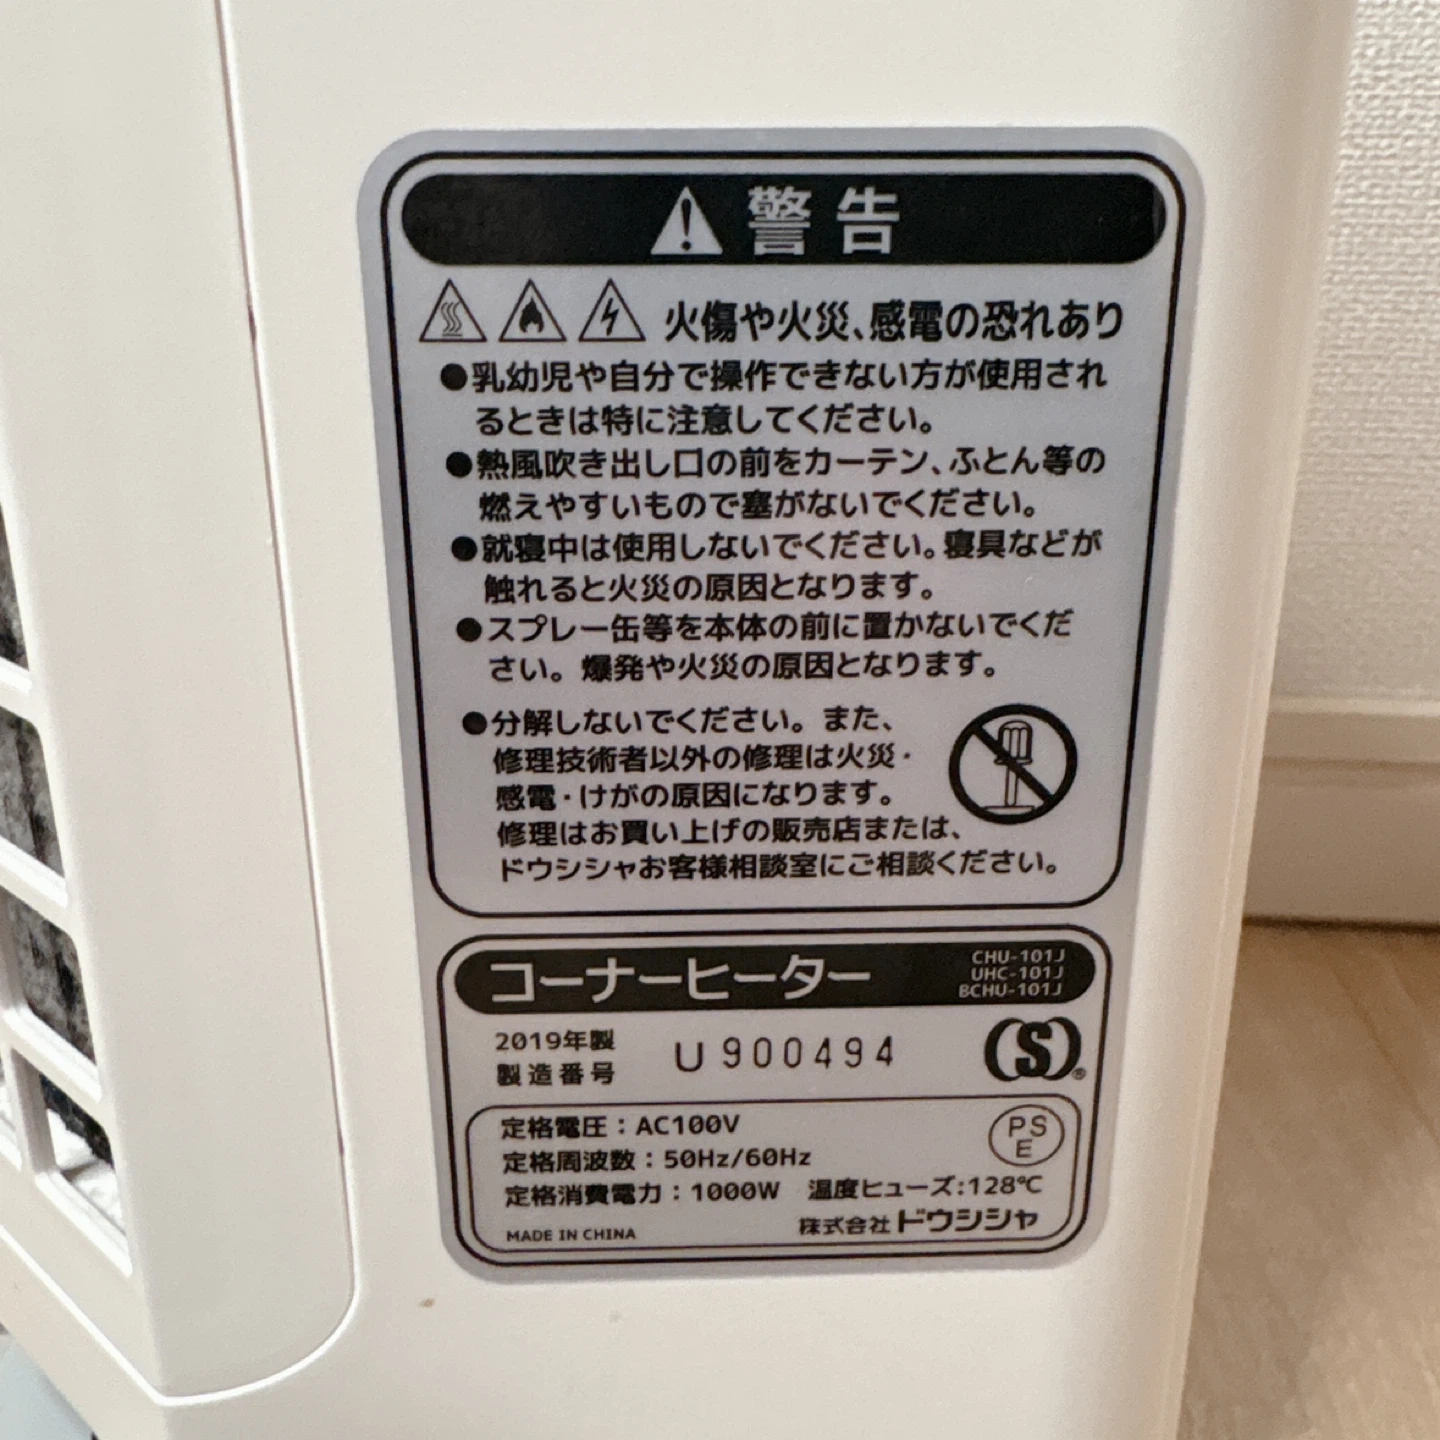 警告
火傷や火災、感電の恐れあり
●乳幼児や自分で操作できない方が使用され
るときは特に注意してください。
●熱風吹き出し口の前をカーテン、ふとん等の
燃えやすいもので塞がないでください。
●就寝中は使用しないでください。寝具などが
触れると火災の原因となります。
●スプレー缶等を本体の前に置かないでくだ
さい。爆発や火災の原因となります。
●分解しないでください。また、
修理技術者以外の修理は火災・
感電・けがの原因になります。
修理はお買い上げの販売店または、
ドウシシャお客様相談室にご相談ください。
コーナーヒーター
CHU-101J
UHC-101J
BCHU-101J
2019年製
製造番号 U900494
S®
定格電圧：AC100V
PS
E
定格周波数：50Hz/60Hz
定格消費電力：1000W 温度ヒューズ:128℃
MADE IN CHINA 株式会社ドウシシャ